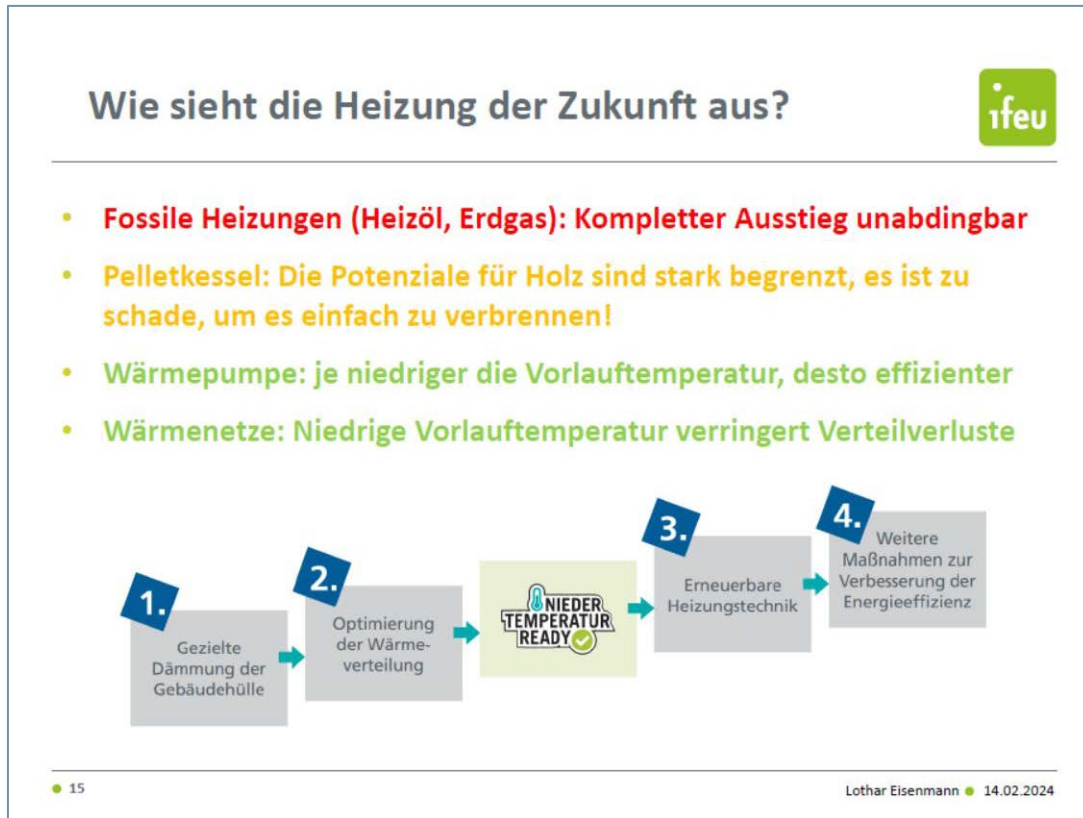 Wie sieht die Heizung der Zukunft aus?
ifeu
• Fossile Heizungen (Heizöl, Erdgas): Kompletter Ausstieg unabdingbar
• Pelletkessel: Die Potenziale für Holz sind stark begrenzt, es ist zu
schade, um es einfach zu verbrennen!
• Wärmepumpe: je niedriger die Vorlauftemperatur, desto effizienter
• Wärmenetze: Niedrige Vorlauftemperatur verringert Verteilverluste
1.
Gezielte
Dämmung der
Gebäudehülle
2.
Optimierung
der Wärme-
verteilung
NIEDER
TEMPERATUR
READY
3.
Erneuerbare
Heizungstechnik
4.
Weitere
Maßnahmen zur
Verbesserung der
Energieeffizienz
● 15
Lothar Eisenmann ● 14.02.2024